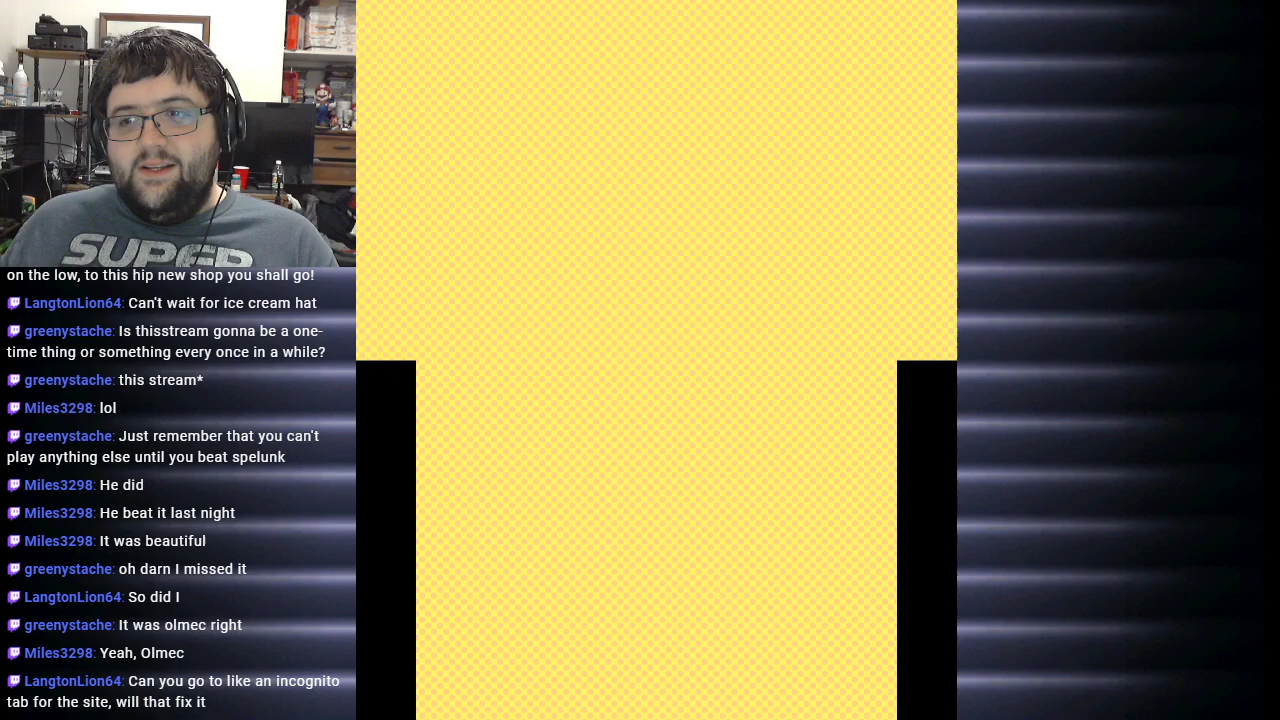 SUPER
on the low, to this hip new shop you shall go!
LangtonLion64: Can't wait for ice cream hat
greenystache: Is thisstream gonna be a one-
time thing or something every once in a while?
greenystache: this stream*
Miles3298: lol
greenystache: Just remember that you can't
play anything else until you beat spelunk
Miles3298: He did
Miles3298: He beat it last night
Miles3298: It was beautiful
greenystache: oh darn I missed it
LangtonLion64: So did I
greenystache: It was olmec right
Miles3298: Yeah, Olmec
LangtonLion64: Can you go to like an incognito
tab for the site, will that fix it